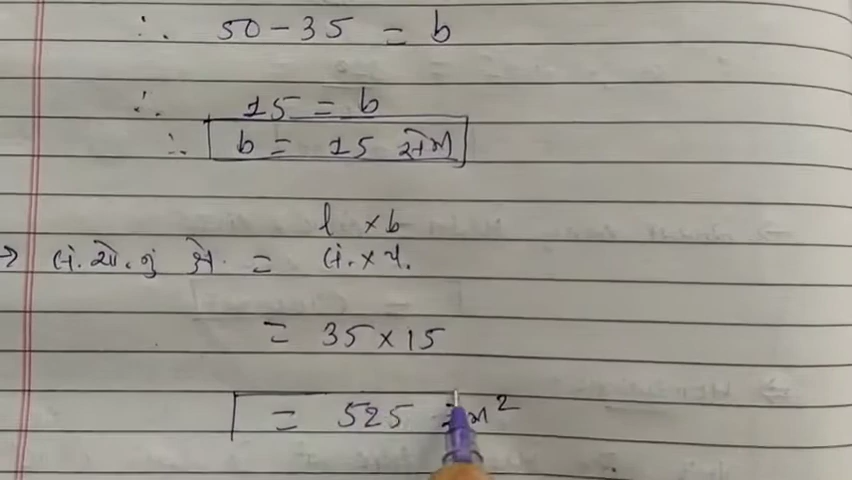 ∴ 50 - 35 = b
∴ 15 = b
∴ b = 15 સેમી
l × b
→ લં.ચો.નું ક્ષે. = લં. × પ.
= 35 × 15
= 525 સેમી²